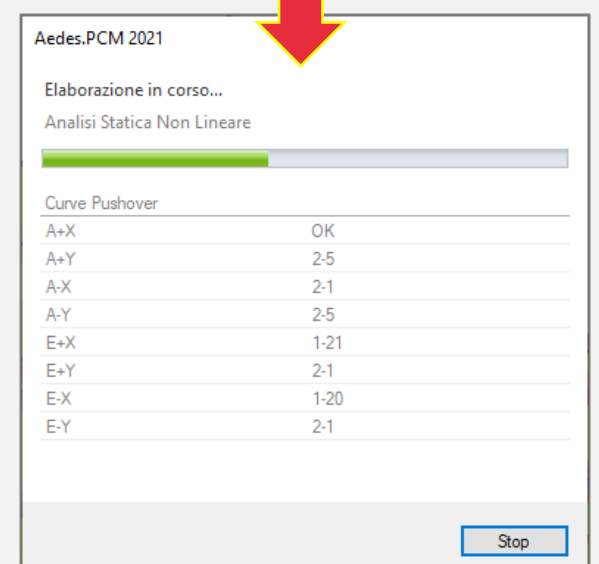 Aedes.PCM 2021
Elaborazione in corso...
Analisi Statica Non Lineare
Curve Pushover
A+X OK
A+Y 2-5
A-X 2-1
A-Y 2-5
E+X 1-21
E+Y 2-1
E-X 1-20
E-Y 2-1
Stop